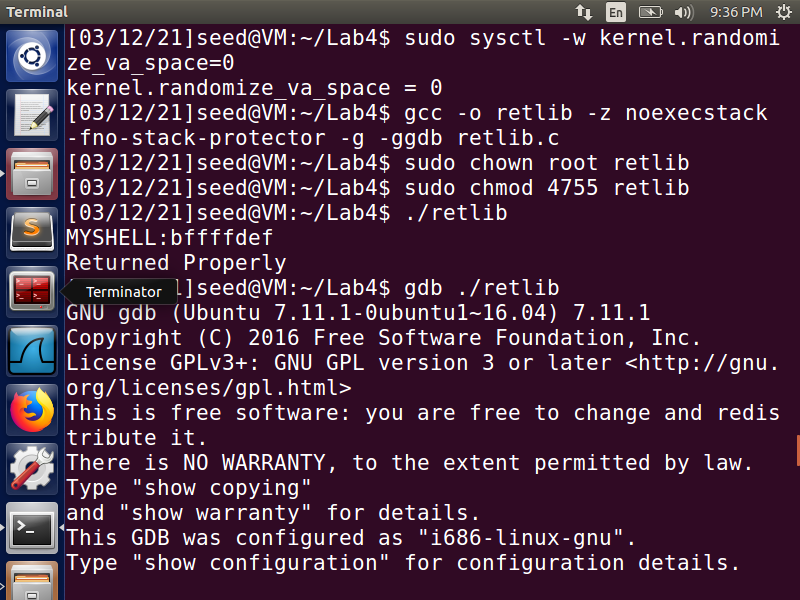 Terminal
En
9:36 PM
[03/12/21]seed@VM:~/Lab4$ sudo sysctl -w kernel.randomi
ze_va_space=0
kernel.randomize_va_space = 0
[03/12/21]seed@VM:~/Lab4$ gcc -o retlib -z noexecstack
-fno-stack-protector -g -ggdb retlib.c
[03/12/21]seed@VM:~/Lab4$ sudo chown root retlib
[03/12/21]seed@VM:~/Lab4$ sudo chmod 4755 retlib
[03/12/21]seed@VM:~/Lab4$ ./retlib
MYSHELL:bffffdef
Returned Properly
Terminator
1]seed@VM:~/Lab4$ gdb ./retlib
GNU gdb (Ubuntu 7.11.1-0ubuntu1~16.04) 7.11.1
Copyright (C) 2016 Free Software Foundation, Inc.
License GPLv3+: GNU GPL version 3 or later <http://gnu.
org/licenses/gpl.html>
This is free software: you are free to change and redis
tribute it.
There is NO WARRANTY, to the extent permitted by law.
Type "show copying"
and "show warranty" for details.
This GDB was configured as "i686-linux-gnu".
Type "show configuration" for configuration details.